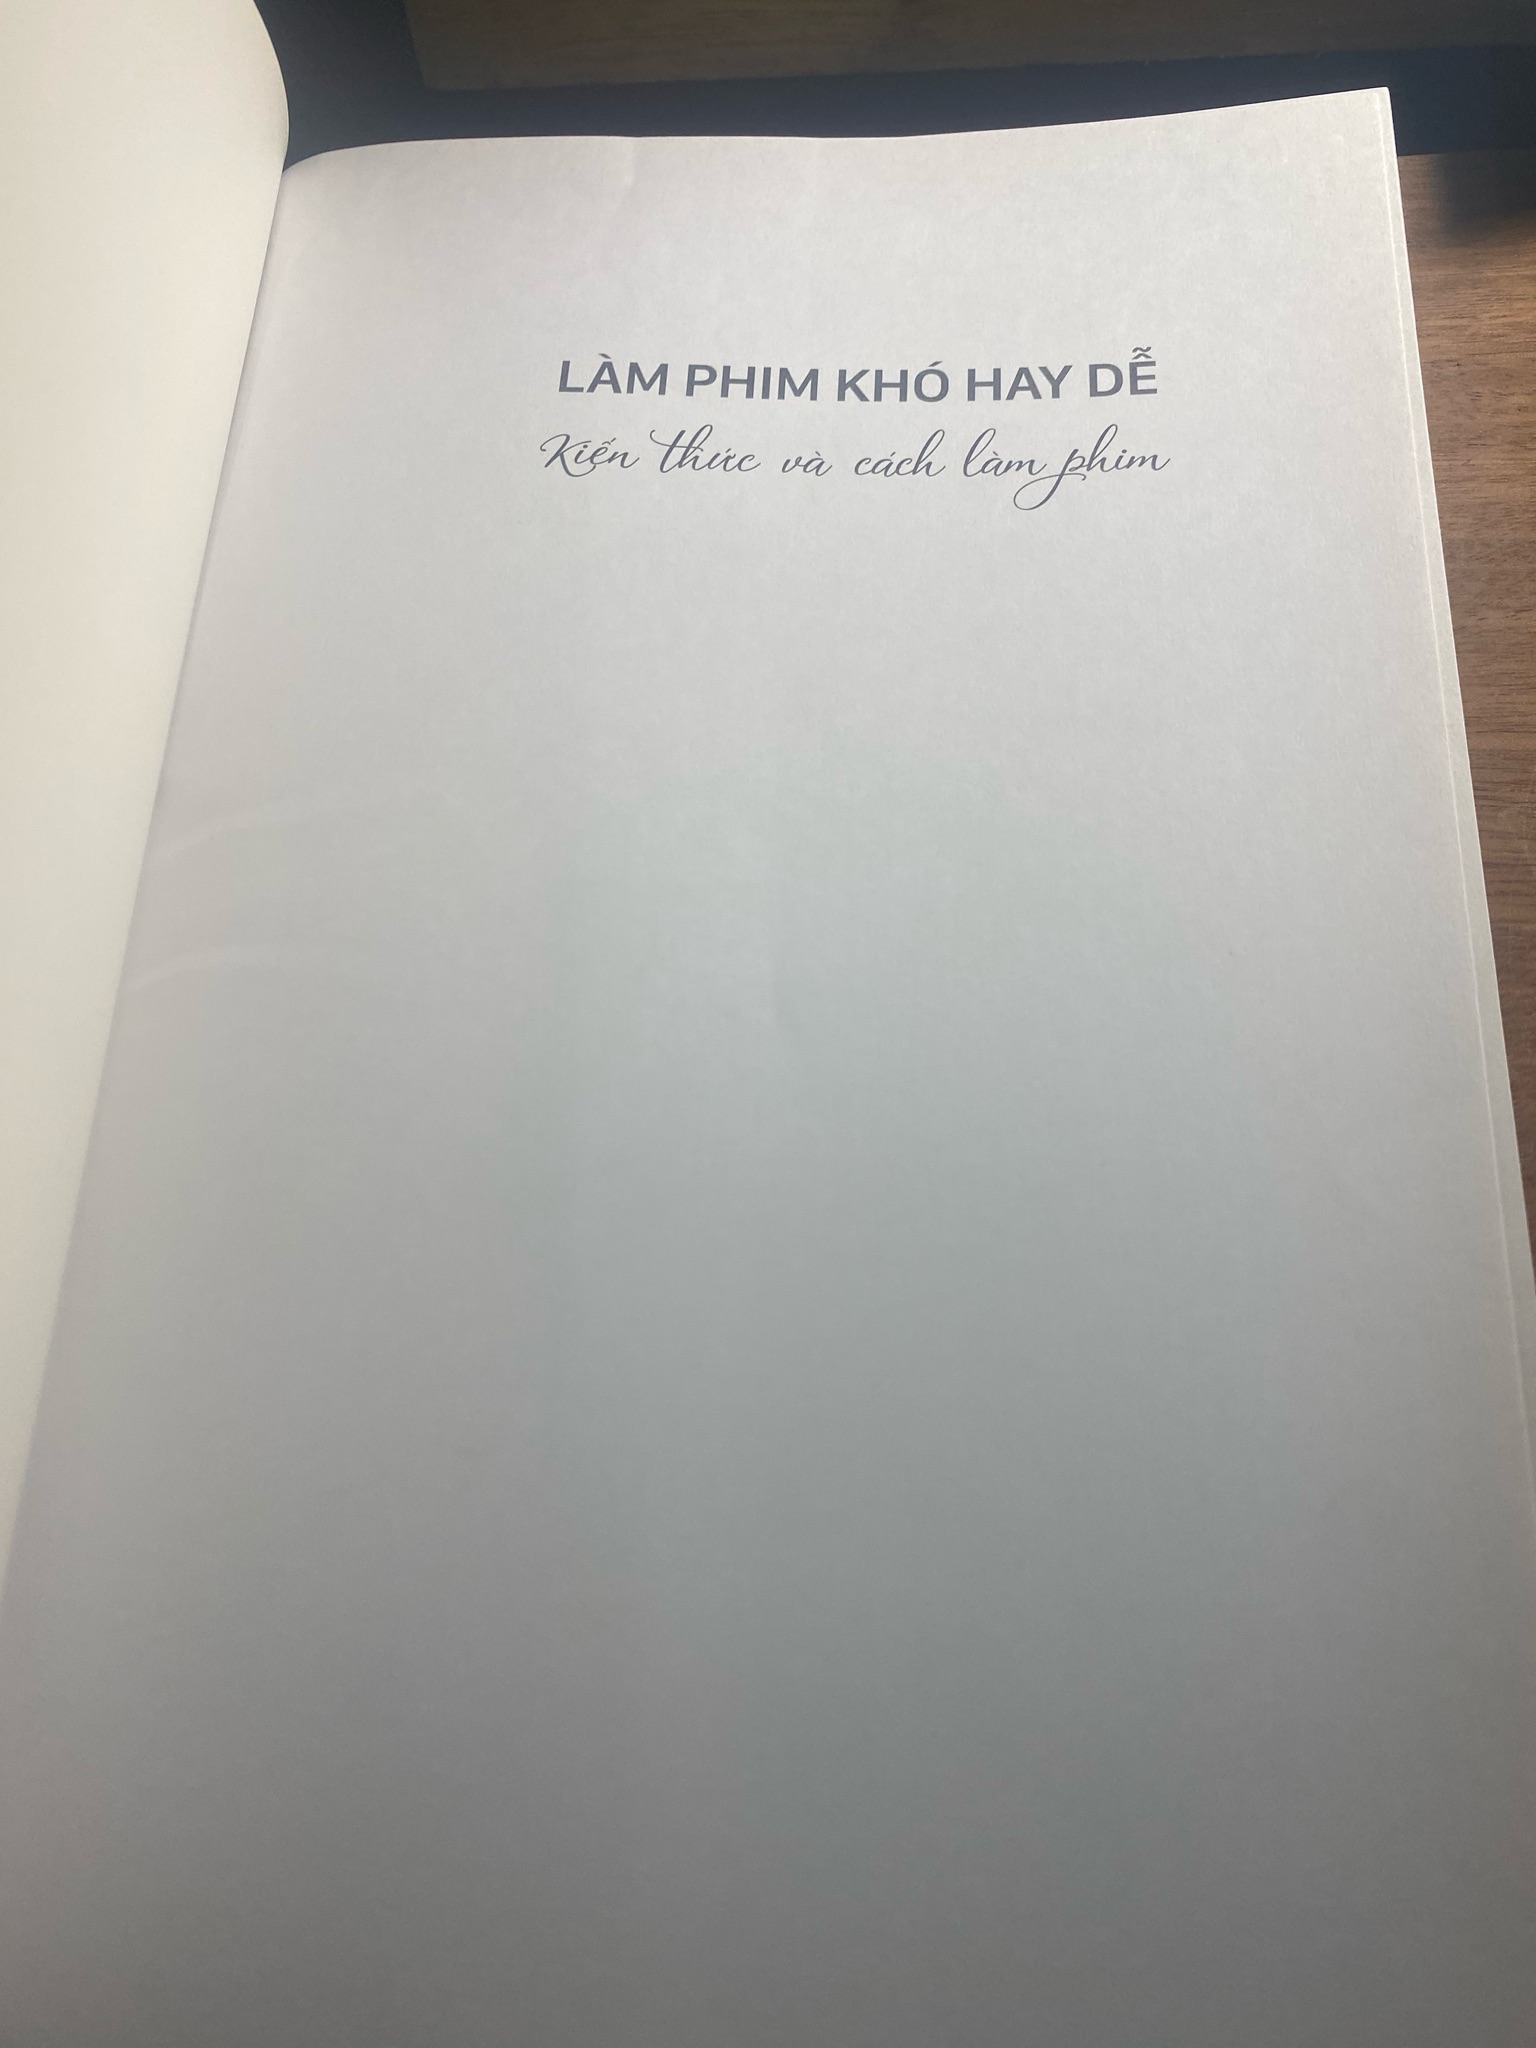 LÀM PHIM KHÓ HAY DỄ
Kiến thức và cách làm phim